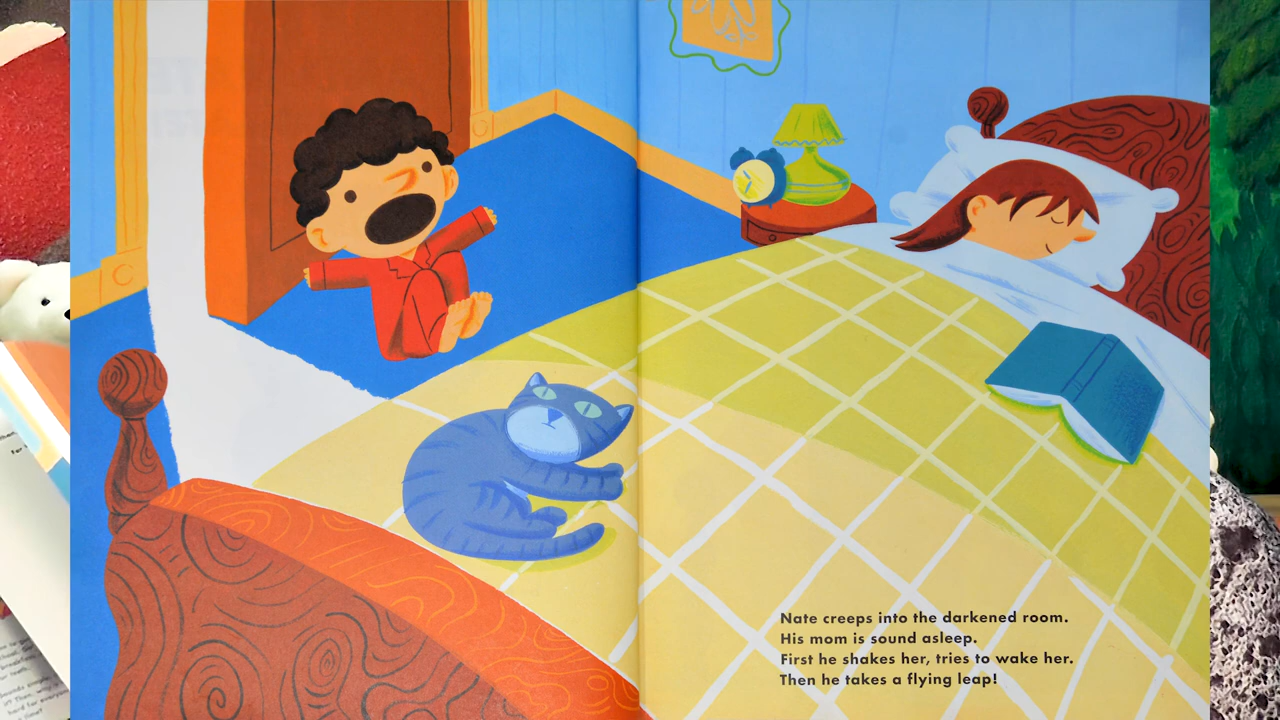 Nate creeps into the darkened room.
His mom is sound asleep.
First he shakes her, tries to wake her.
Then he takes a flying leap!